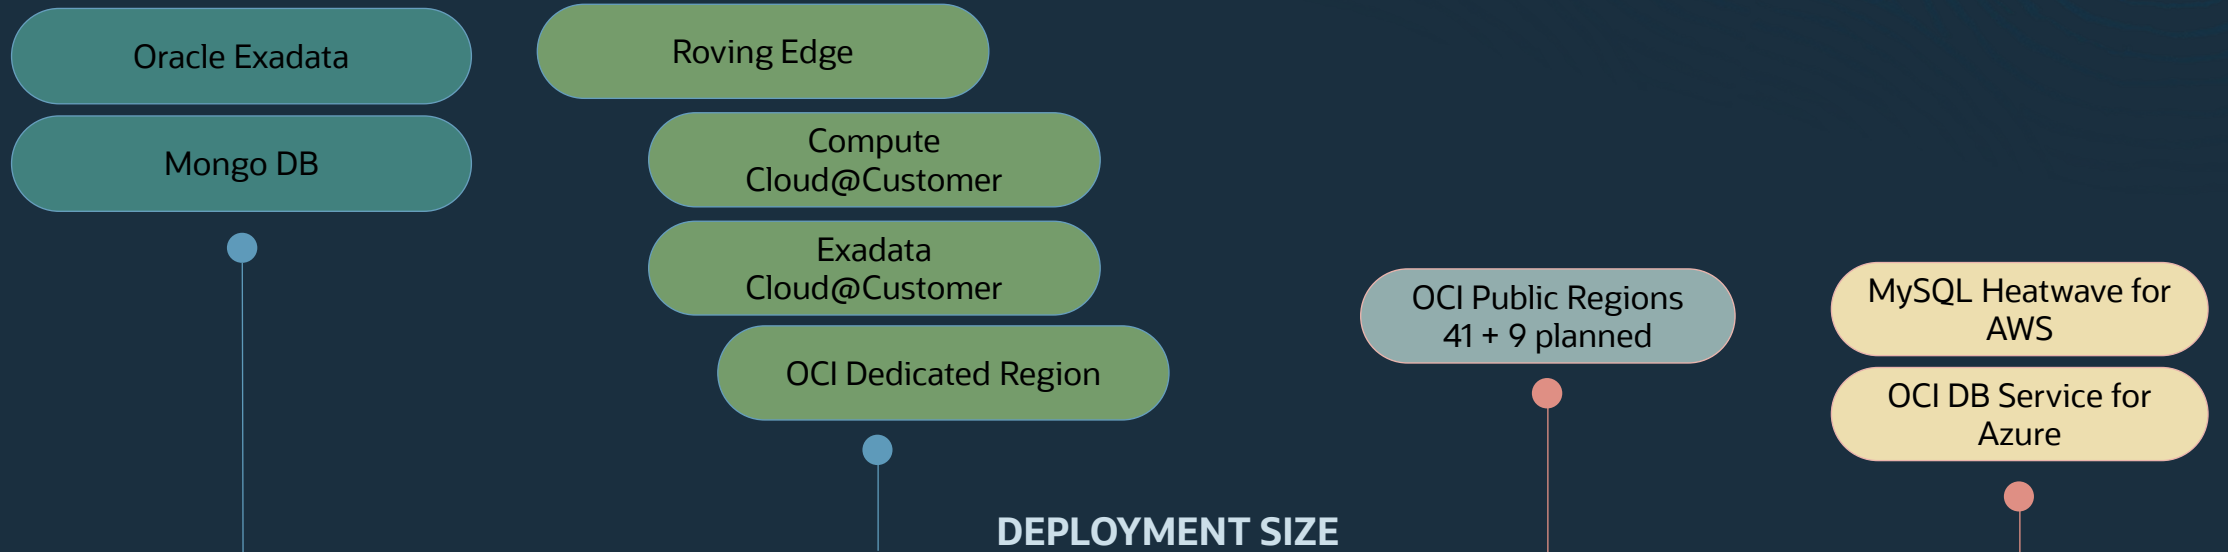 Oracle Exadata
Mongo DB
Roving Edge
Compute
Cloud@Customer
Exadata
Cloud@Customer
OCI Dedicated Region
OCI Public Regions
41 + 9 planned
MySQL Heatwave for
AWS
OCI DB Service for
Azure
DEPLOYMENT SIZE